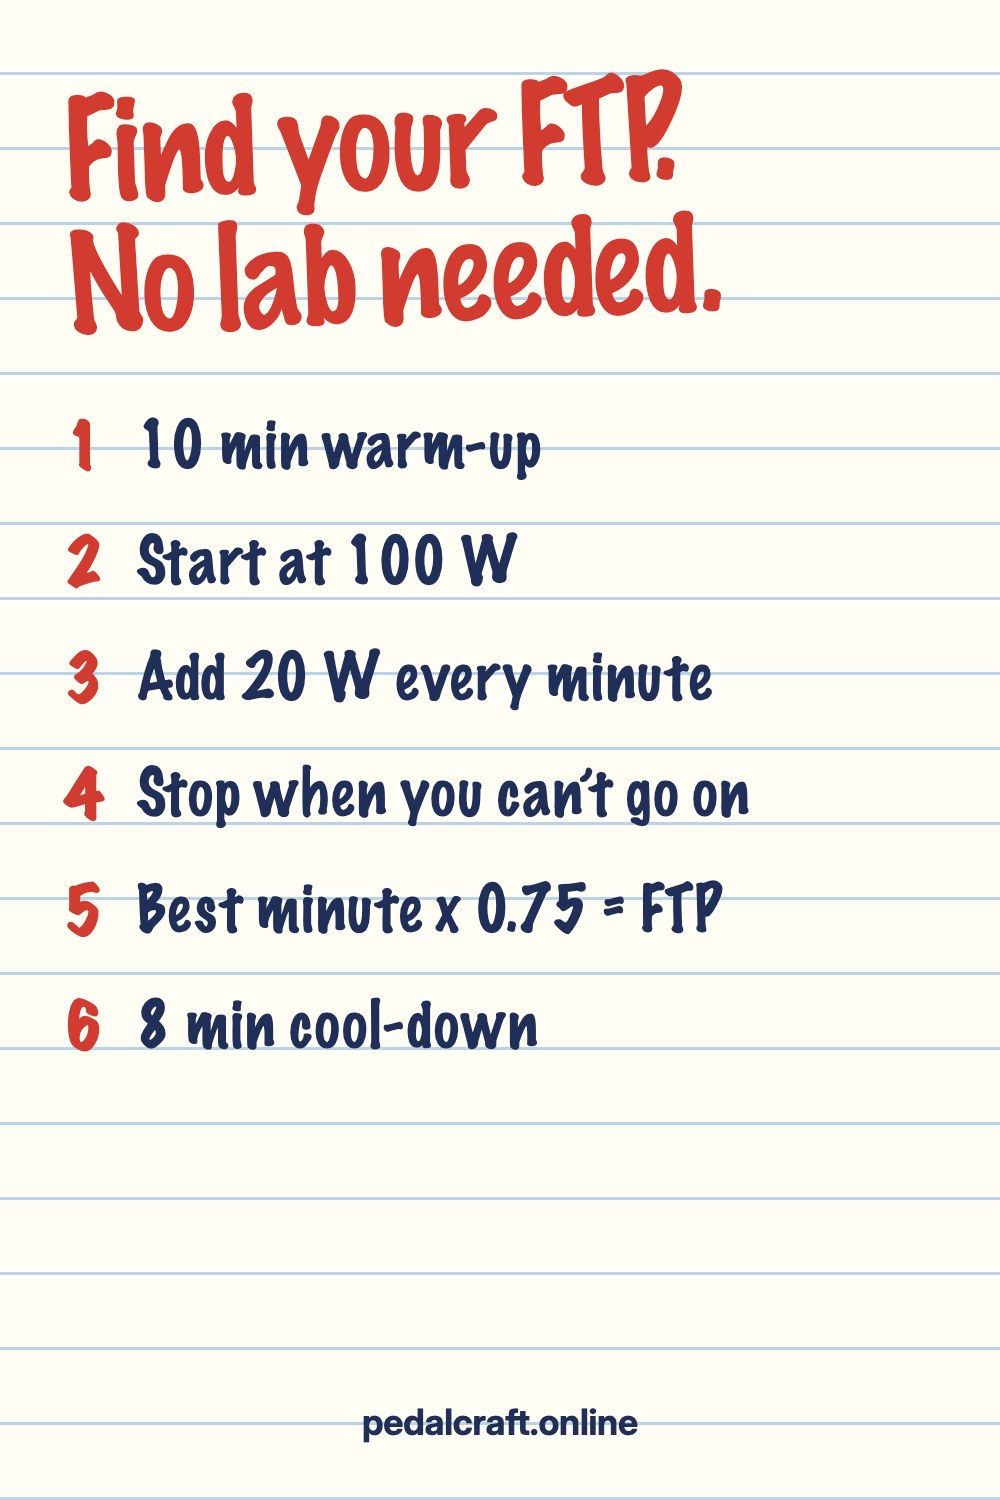 Find your FTP.
No lab needed.
1 10 min warm-up
2 Start at 100 W
3 Add 20 W every minute
4 Stop when you can't go on
5 Best minute x 0.75 = FTP
6 8 min cool-down
pedalcraft.online